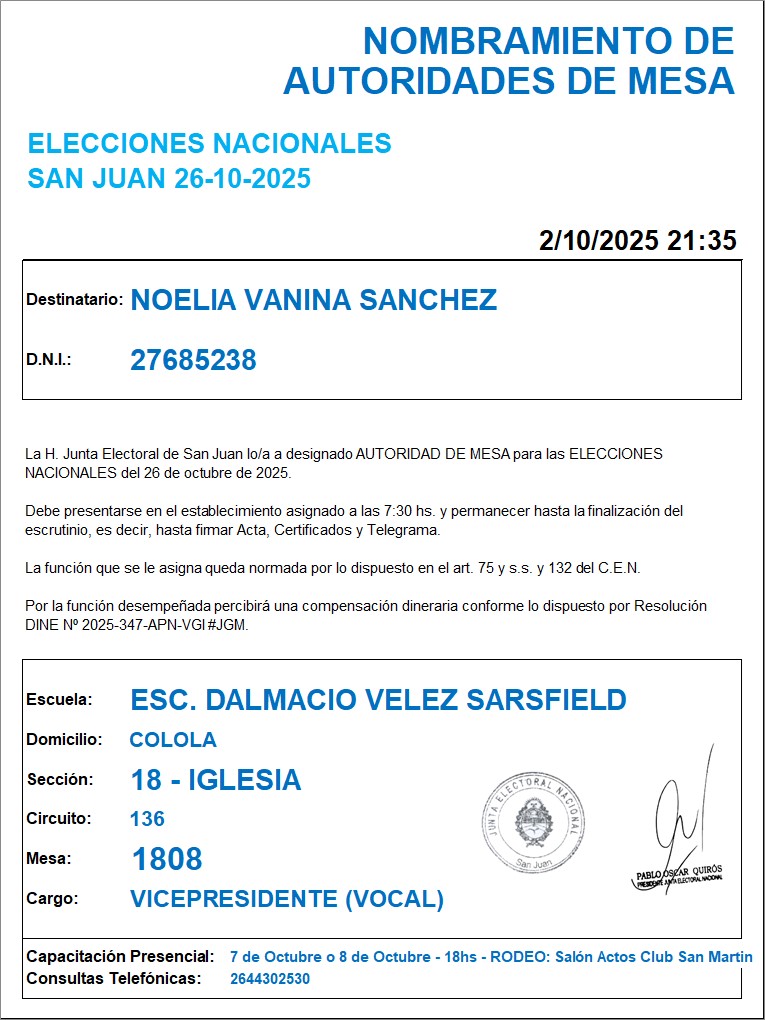 NOMBRAMIENTO DE
AUTORIDADES DE MESA
ELECCIONES NACIONALES
SAN JUAN 26-10-2025
2/10/2025 21:35
Destinatario: NOELIA VANINA SANCHEZ
D.N.I.: 27685238
La H. Junta Electoral de San Juan lo/a a designado AUTORIDAD DE MESA para las ELECCIONES
NACIONALES del 26 de octubre de 2025.
Debe presentarse en el establecimiento asignado a las 7:30 hs. y permanecer hasta la finalización del
escrutinio, es decir, hasta firmar Acta, Certificados y Telegrama.
La función que se le asigna queda normada por lo dispuesto en el art. 75 y s.s. y 132 del C.E.N.
Por la función desempeñada percibirá una compensación dineraria conforme lo dispuesto por Resolución
DINE Nº 2025-347-APN-VGI#JGM.
Escuela: ESC. DALMACIO VELEZ SARSFIELD
Domicilio: COLOLA
Sección: 18 - IGLESIA
Circuito: 136
Mesa: 1808
Cargo: VICEPRESIDENTE (VOCAL)
JUNTA ELECTORAL NACIONAL
San Juan
PABLO OSCAR QUIRÓS
PRESIDENTE JUNTA ELECTORAL NACIONAL
Capacitación Presencial: 7 de Octubre o 8 de Octubre - 18hs - RODEO: Salón Actos Club San Martin
Consultas Telefónicas: 2644302530